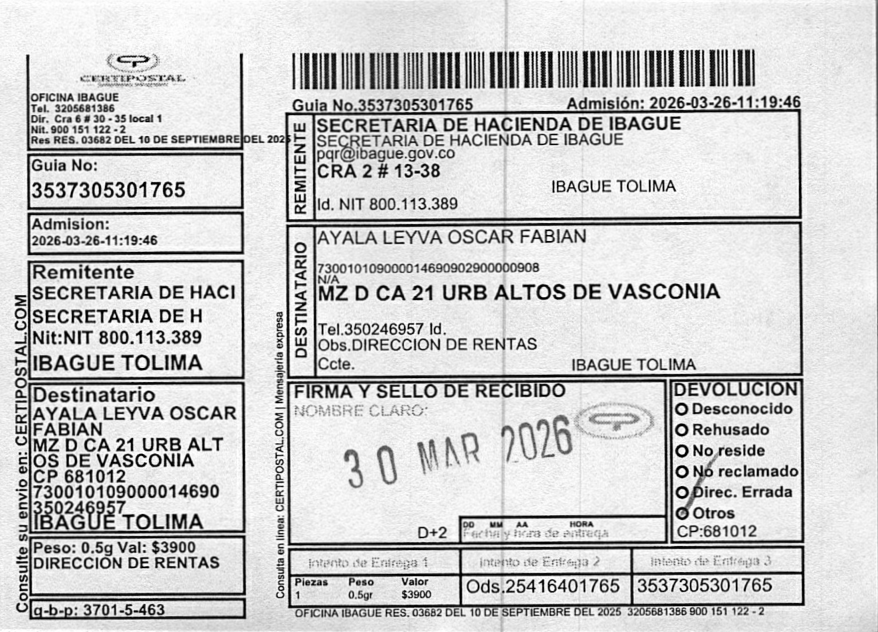 CERTIPOSTAL
OFICINA IBAGUE
Tel. 3205681386
Dir. Cra 6 # 30 - 35 local 1
Nit. 900 151 122 - 2
Res RES. 03682 DEL 10 DE SEPTIEMBRE DEL 2025
Guia No:
3537305301765
Admision:
2026-03-26-11:19:46
Remitente
SECRETARIA DE HACI
SECRETARIA DE H
Nit:NIT 800.113.389
IBAGUE TOLIMA
Destinatario
AYALA LEYVA OSCAR
FABIAN
MZ D CA 21 URB ALT
OS DE VASCONIA
CP 681012
730010109000014690
350246957
IBAGUE TOLIMA
Peso: 0.5g Val: $3900
DIRECCIÓN DE RENTAS
q-b-p: 3701-5-463
Consulte su envio en: CERTIPOSTAL.COM
Guia No.3537305301765
Admisión: 2026-03-26-11:19:46
REMITENTE
SECRETARIA DE HACIENDA DE IBAGUE
SECRETARIA DE HACIENDA DE IBAGUE
pqr@ibague.gov.co
CRA 2 # 13-38
IBAGUE TOLIMA
Id. NIT 800.113.389
DESTINATARIO
AYALA LEYVA OSCAR FABIAN
730010109000014690902900000908
N/A
MZ D CA 21 URB ALTOS DE VASCONIA
Tel.350246957 Id.
Obs.DIRECCION DE RENTAS
Ccte.
IBAGUE TOLIMA
Consulta en linea: CERTIPOSTAL.COM | Mensajería expresa
FIRMA Y SELLO DE RECIBIDO
NOMBRE CLARO:
30 MAR 2026
D+2
DD MM AA HORA
Fecha y hora de entrega
DEVOLUCION
Desconocido
Rehusado
No reside
No reclamado
Direc. Errada
Otros
CP:681012
Intento de Entrega 1
Intento de Entrega 2
Intento de Entrega 3
Piezas Peso Valor
1 0.5gr $3900
Ods.25416401765
3537305301765
OFICINA IBAGUE RES. 03682 DEL 10 DE SEPTIEMBRE DEL 2025 3205681386 900 151 122 - 2